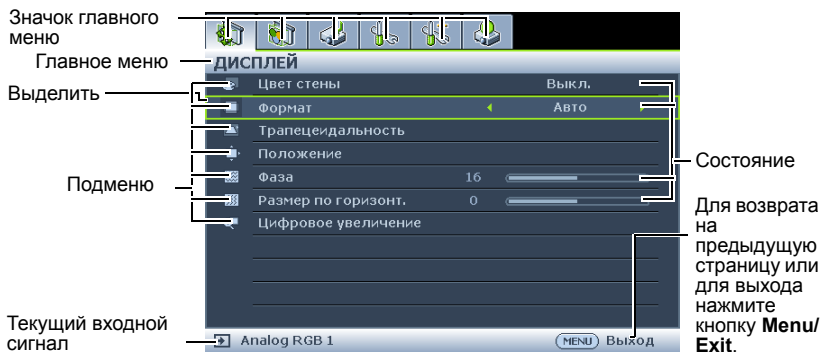 Значок главного
меню
Главное меню
Выделить
Подменю
Текущий входной
сигнал
ДИСПЛЕЙ
Цвет стены Выкл.
Формат Авто
Трапецеидальность
Положение
Фаза 16
Размер по горизонт. 0
Цифровое увеличение
Analog RGB 1
MENU Выход
Состояние
Для возврата
на
предыдущую
страницу или
для выхода
нажмите
кнопку Menu/
Exit.